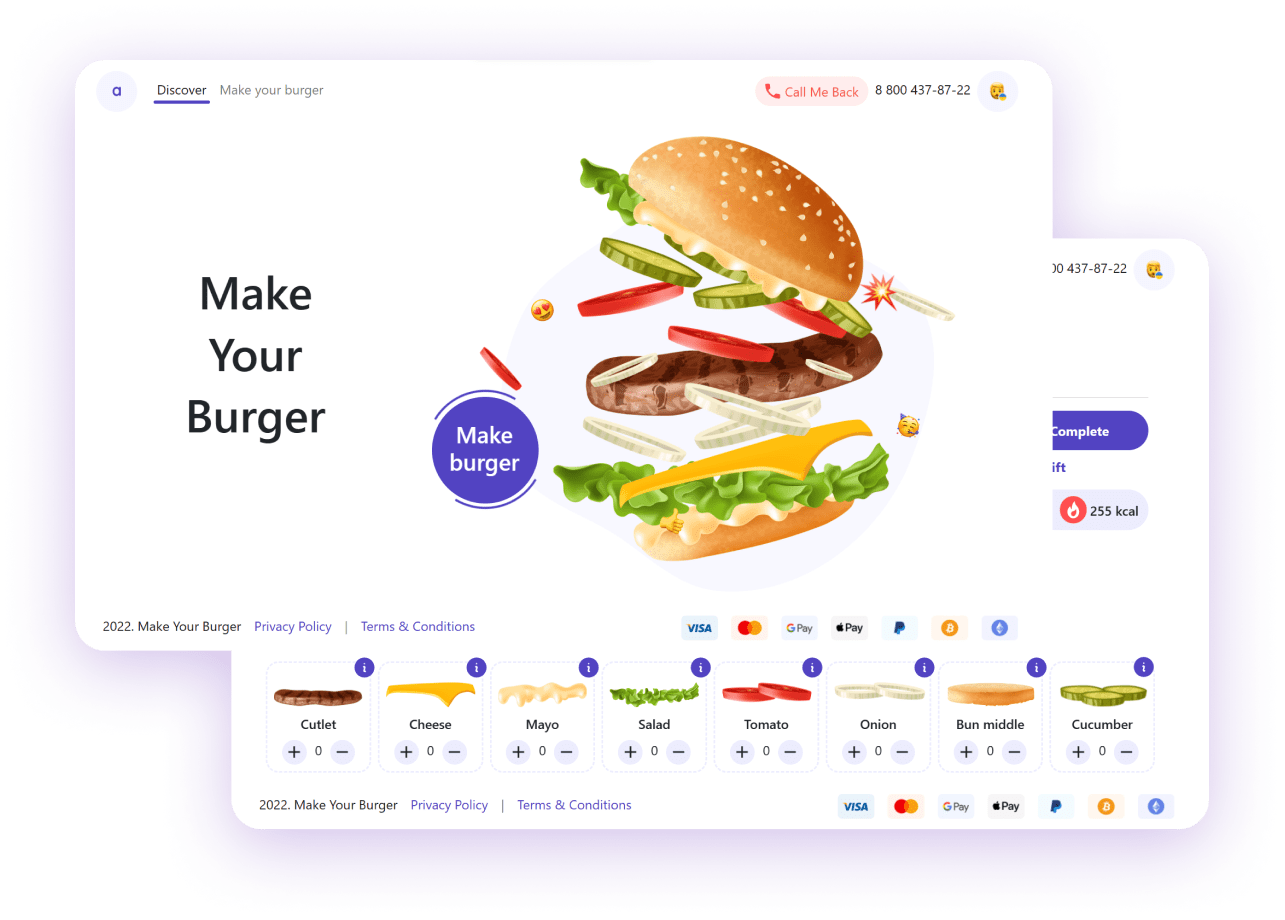 a Discover Make your burger Call Me Back 8 800 437-87-22
Make
Your
Burger
Make
burger
2022. Make Your Burger Privacy Policy | Terms & Conditions VISA G Pay Pay
00 437-87-22
Complete
ift
255 kcal
i i i i i i i i
Cutlet Cheese Mayo Salad Tomato Onion Bun middle Cucumber
+ 0 − + 0 − + 0 − + 0 − + 0 − + 0 − + 0 − + 0 −
2022. Make Your Burger Privacy Policy | Terms & Conditions VISA G Pay Pay